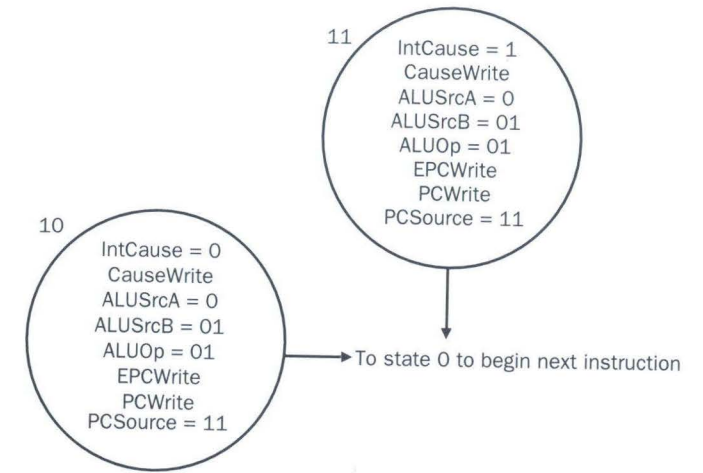 11
IntCause = 1
CauseWrite
ALUSrcA = 0
ALUSrcB = 01
ALUOp = 01
EPCWrite
PCWrite
PCSource = 11
10
IntCause = 0
CauseWrite
ALUSrcA = 0
ALUSrcB = 01
ALUOp = 01
EPCWrite
PCWrite
PCSource = 11
To state 0 to begin next instruction